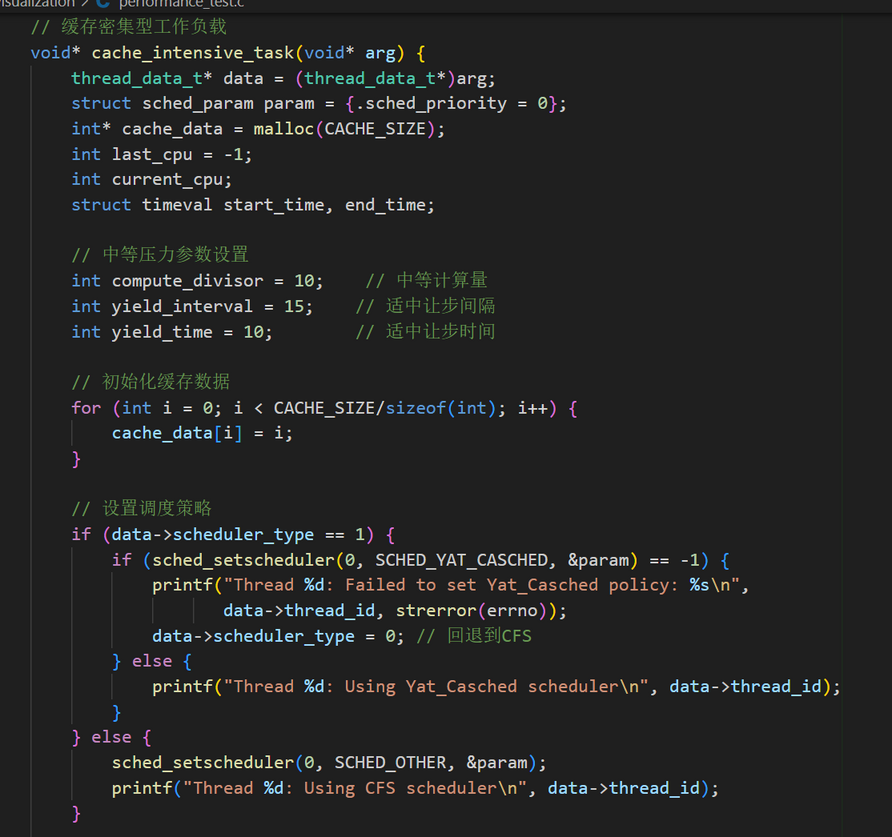 isualization > C performance_test.c
// 缓存密集型工作负载
void* cache_intensive_task(void* arg) {
    thread_data_t* data = (thread_data_t*)arg;
    struct sched_param param = {.sched_priority = 0};
    int* cache_data = malloc(CACHE_SIZE);
    int last_cpu = -1;
    int current_cpu;
    struct timeval start_time, end_time;

    // 中等压力参数设置
    int compute_divisor = 10;    // 中等计算量
    int yield_interval = 15;    // 适中让步间隔
    int yield_time = 10;        // 适中让步时间

    // 初始化缓存数据
    for (int i = 0; i < CACHE_SIZE/sizeof(int); i++) {
        cache_data[i] = i;
    }

    // 设置调度策略
    if (data->scheduler_type == 1) {
        if (sched_setscheduler(0, SCHED_YAT_CASCHED, &param) == -1) {
            printf("Thread %d: Failed to set Yat_Casched policy: %s\n",
                   data->thread_id, strerror(errno));
            data->scheduler_type = 0; // 回退到CFS
        } else {
            printf("Thread %d: Using Yat_Casched scheduler\n", data->thread_id);
        }
    } else {
        sched_setscheduler(0, SCHED_OTHER, &param);
        printf("Thread %d: Using CFS scheduler\n", data->thread_id);
    }